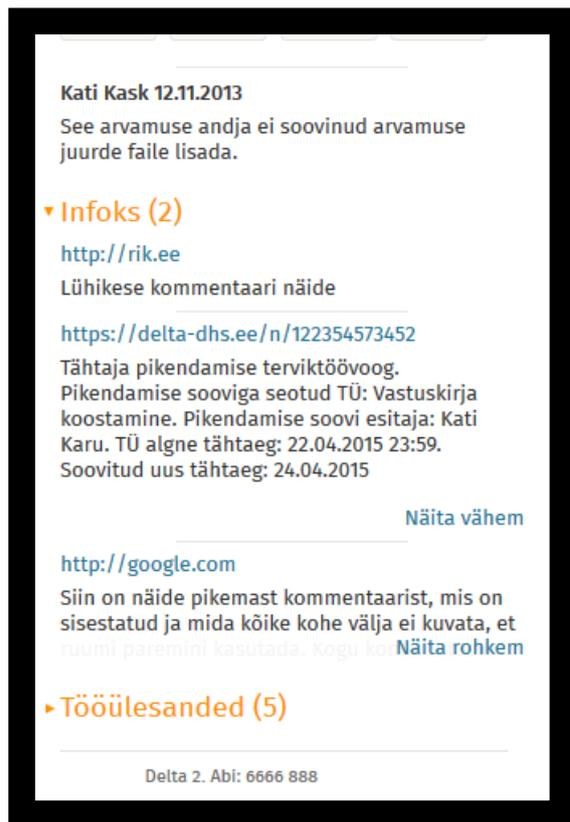 Kati Kask 12.11.2013
See arvamuse andja ei soovinud arvamuse
juurde faile lisada.
▾ Infoks (2)
http://rik.ee
Lühikese kommentaari näide
https://delta-dhs.ee/n/122354573452
Tähtaja pikendamise terviktöövoog.
Pikendamise sooviga seotud TÜ: Vastuskirja
koostamine. Pikendamise soovi esitaja: Kati
Karu. TÜ algne tähtaeg: 22.04.2015 23:59.
Soovitud uus tähtaeg: 24.04.2015
Näita vähem
http://google.com
Siin on näide pikemast kommentaarist, mis on
sisestatud ja mida kõike kohe välja ei kuvata, et
ruumi paremini kasutada. Kogu Näita rohkem
▸ Tööülesanded (5)
Delta 2. Abi: 6666 888